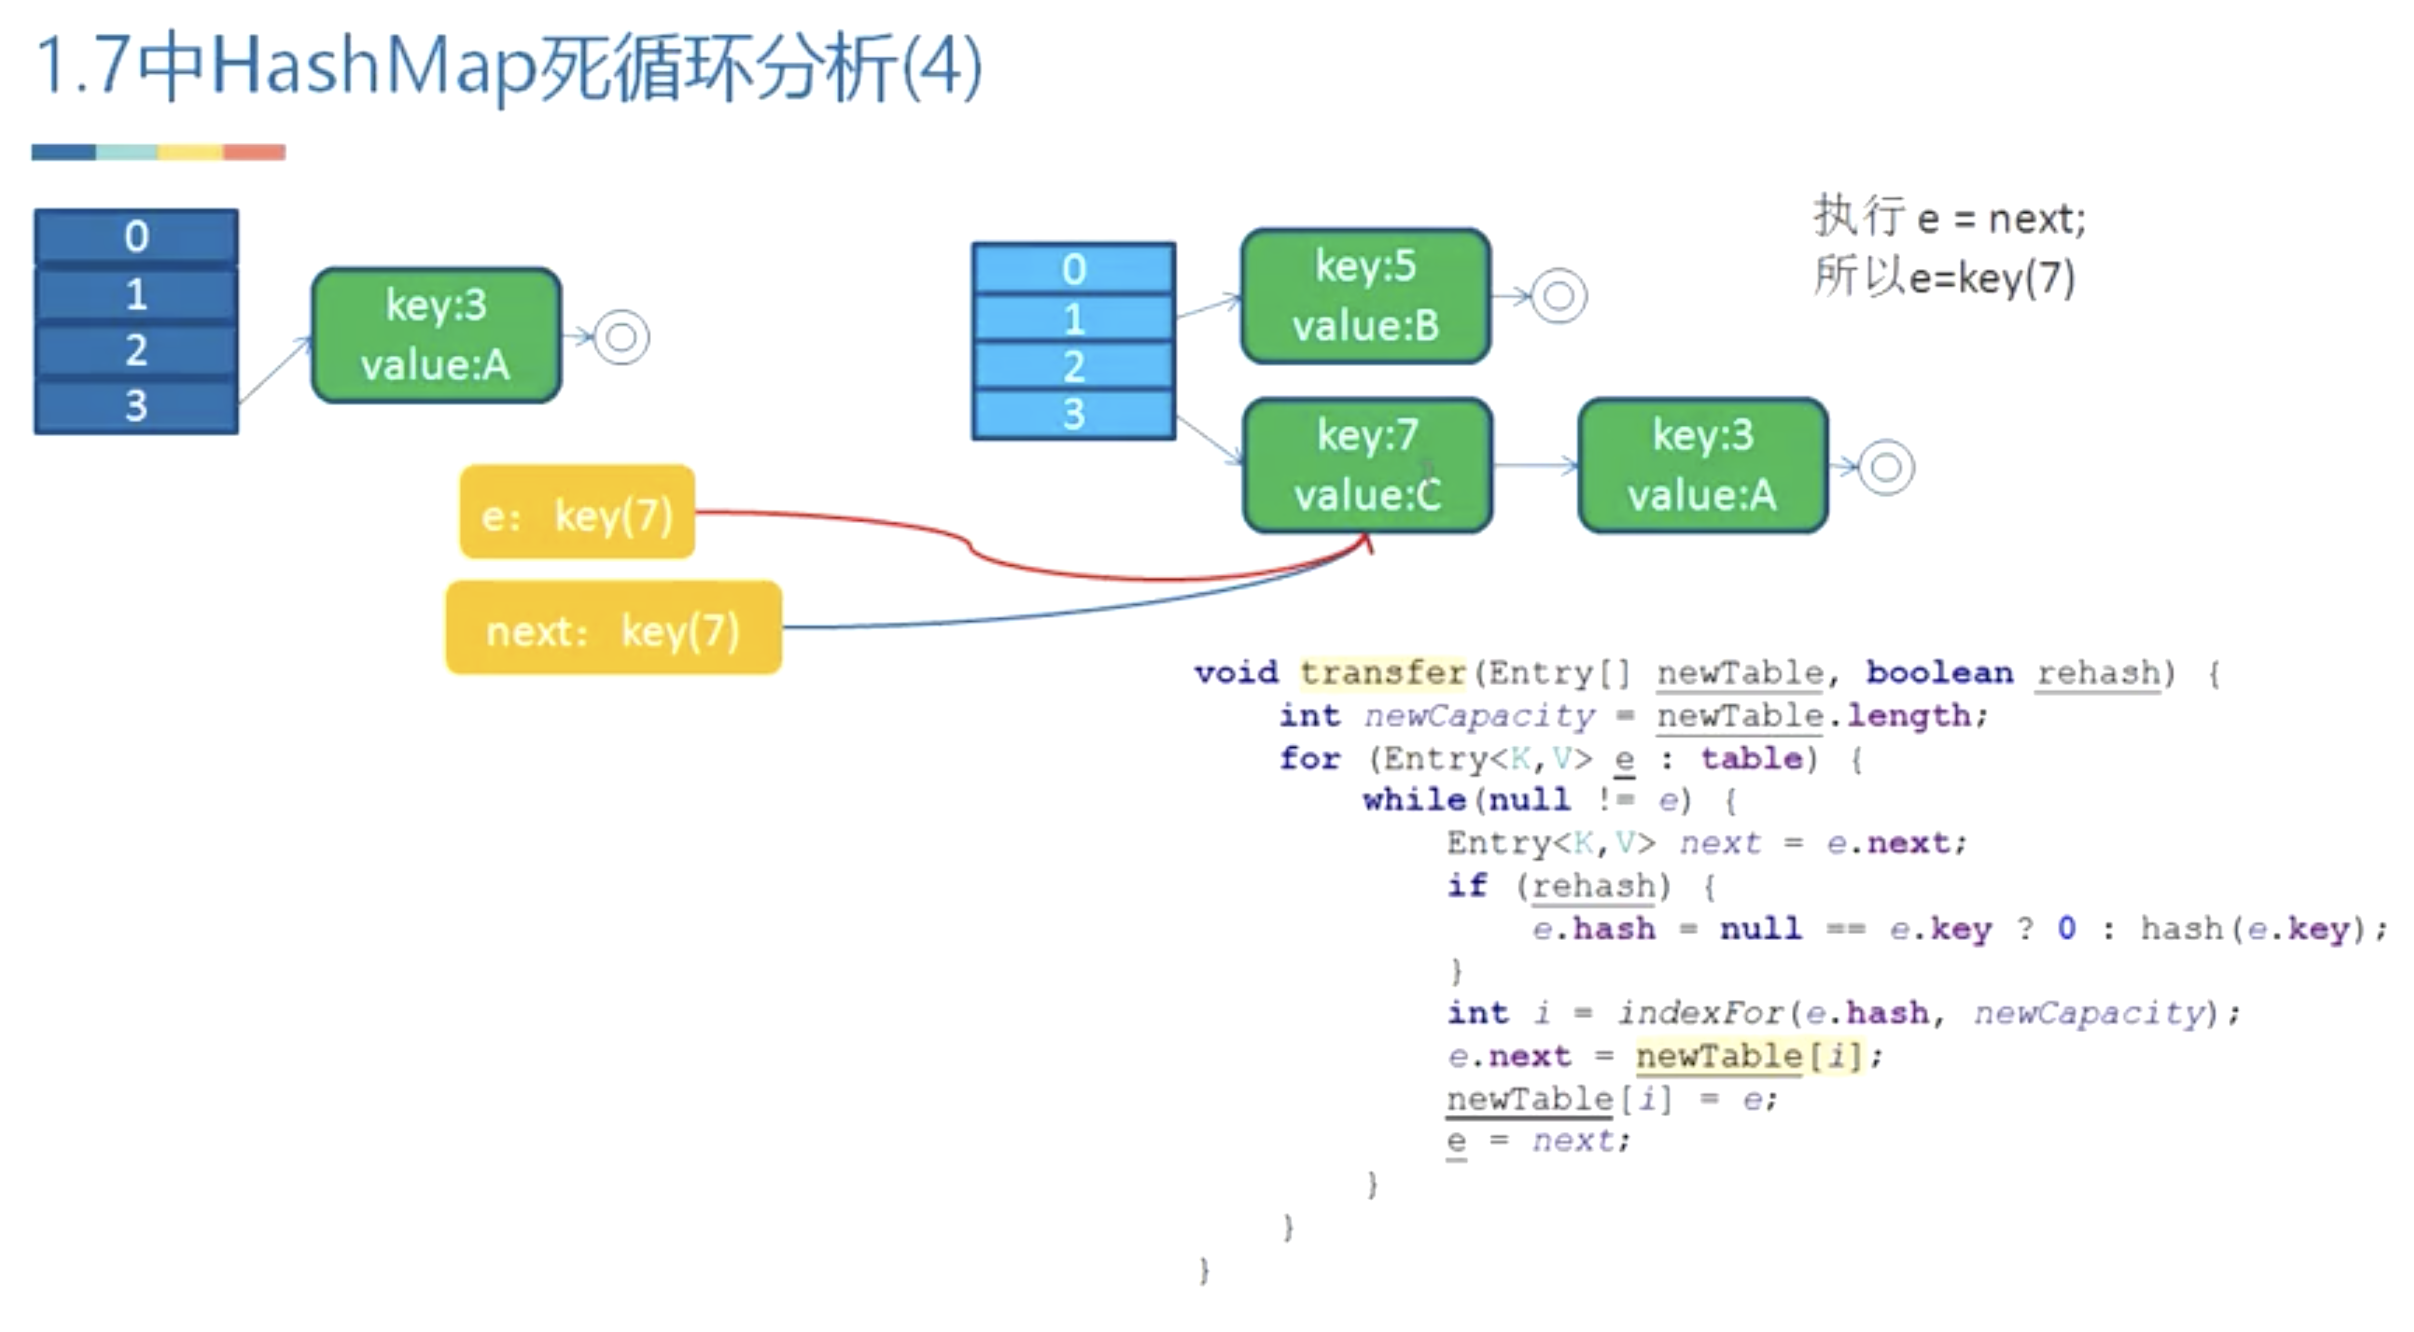 1.7中HashMap死循环分析(4)
0
1
2
3
key:3
value:A
0
1
2
3
key:5
value:B
key:7
value:C
key:3
value:A
执行 e = next;
所以e=key(7)
e: key(7)
next: key(7)
void transfer(Entry[] newTable, boolean rehash) {
    int newCapacity = newTable.length;
    for (Entry<K,V> e : table) {
        while(null != e) {
            Entry<K,V> next = e.next;
            if (rehash) {
                e.hash = null == e.key ? 0 : hash(e.key);
            }
            int i = indexFor(e.hash, newCapacity);
            e.next = newTable[i];
            newTable[i] = e;
            e = next;
        }
    }
}